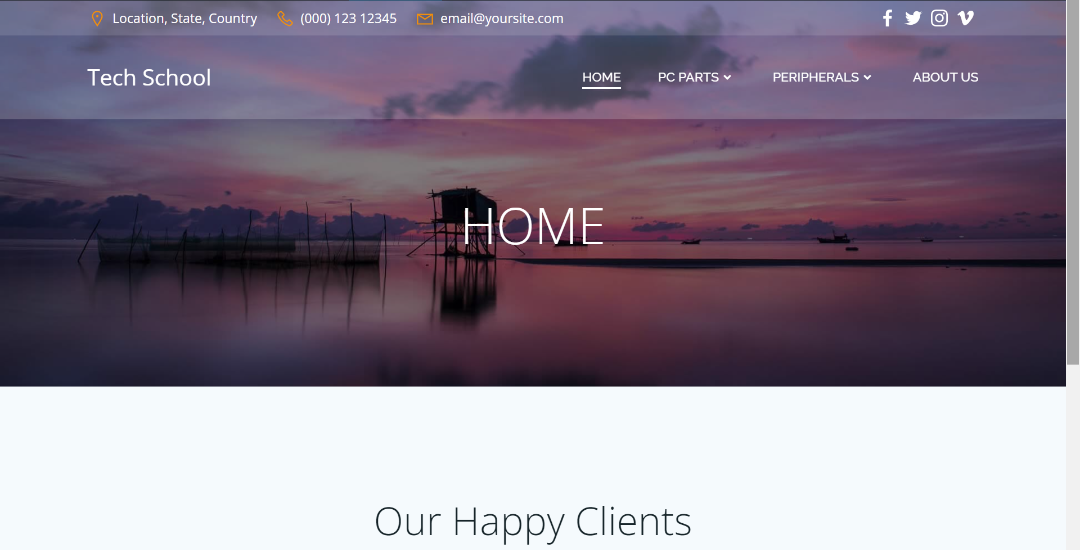 Location, State, Country (000) 123 12345 email@yoursite.com
Tech School HOME PC PARTS PERIPHERALS ABOUT US
HOME
Our Happy Clients